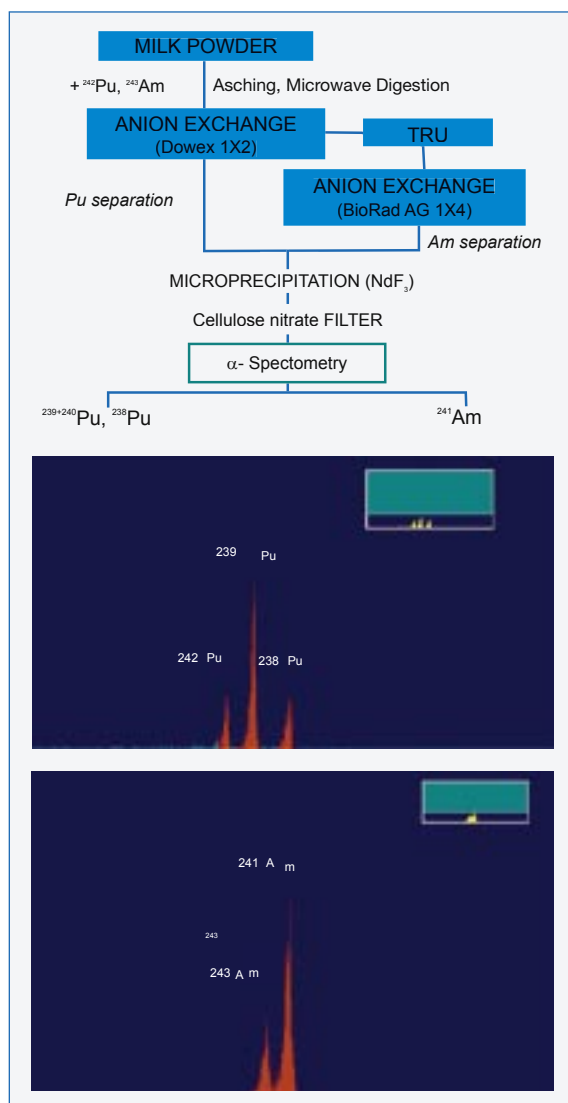 MILK POWDER
+ ²⁴²Pu, ²⁴³Am Asching, Microwave Digestion
ANION EXCHANGE
(Dowex 1X2)
TRU
Pu separation
ANION EXCHANGE
(BioRad AG 1X4)
Am separation
MICROPRECIPITATION (NdF₃)
Cellulose nitrate FILTER
α- Spectometry
²³⁹⁺²⁴⁰Pu, ²³⁸Pu
²⁴¹Am
239 Pu
242 Pu
238 Pu
241 A m
243
243 A m